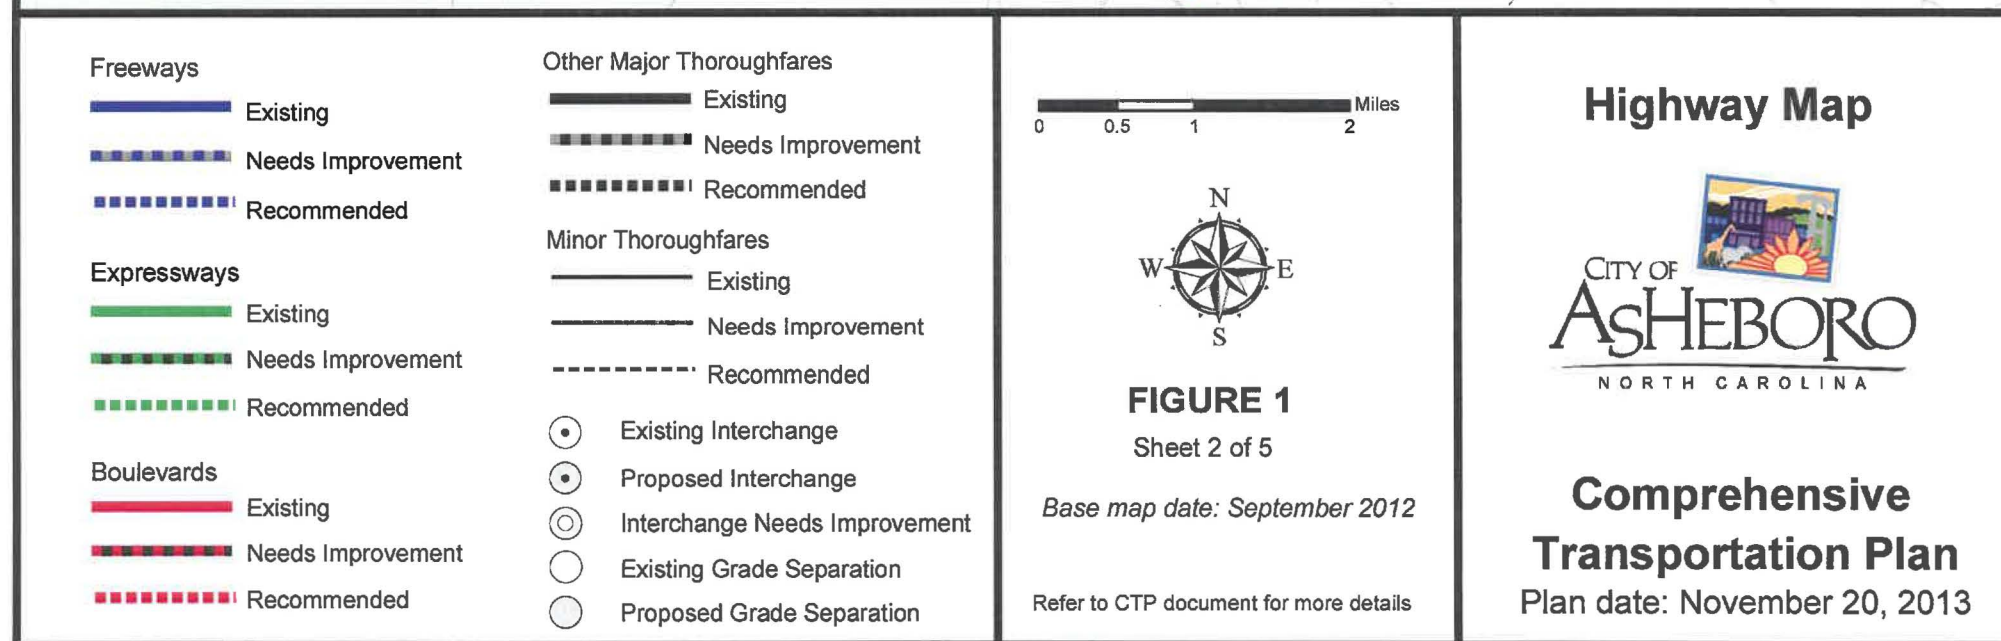 Freeways
Existing
Needs Improvement
Recommended
Expressways
Existing
Needs Improvement
Recommended
Boulevards
Existing
Needs Improvement
Recommended
Other Major Thoroughfares
Existing
Needs Improvement
Recommended
Minor Thoroughfares
Existing
Needs Improvement
Recommended
Existing Interchange
Proposed Interchange
Interchange Needs Improvement
Existing Grade Separation
Proposed Grade Separation
Miles
0 0.5 1 2
N
W E
S
FIGURE 1
Sheet 2 of 5
Base map date: September 2012
Refer to CTP document for more details
Highway Map
CITY OF
ASHEBORO
NORTH CAROLINA
Comprehensive
Transportation Plan
Plan date: November 20, 2013